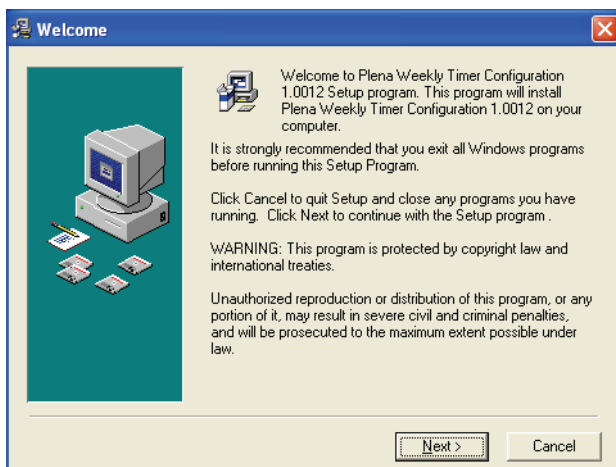 Welcome
Welcome to Plena Weekly Timer Configuration
1.0012 Setup program. This program will install
Plena Weekly Timer Configuration 1.0012 on your
computer.
It is strongly recommended that you exit all Windows programs
before running this Setup Program.
Click Cancel to quit Setup and close any programs you have
running. Click Next to continue with the Setup program .
WARNING: This program is protected by copyright law and
international treaties.
Unauthorized reproduction or distribution of this program, or any
portion of it, may result in severe civil and criminal penalties,
and will be prosecuted to the maximum extent possible under
law.
Next >
Cancel